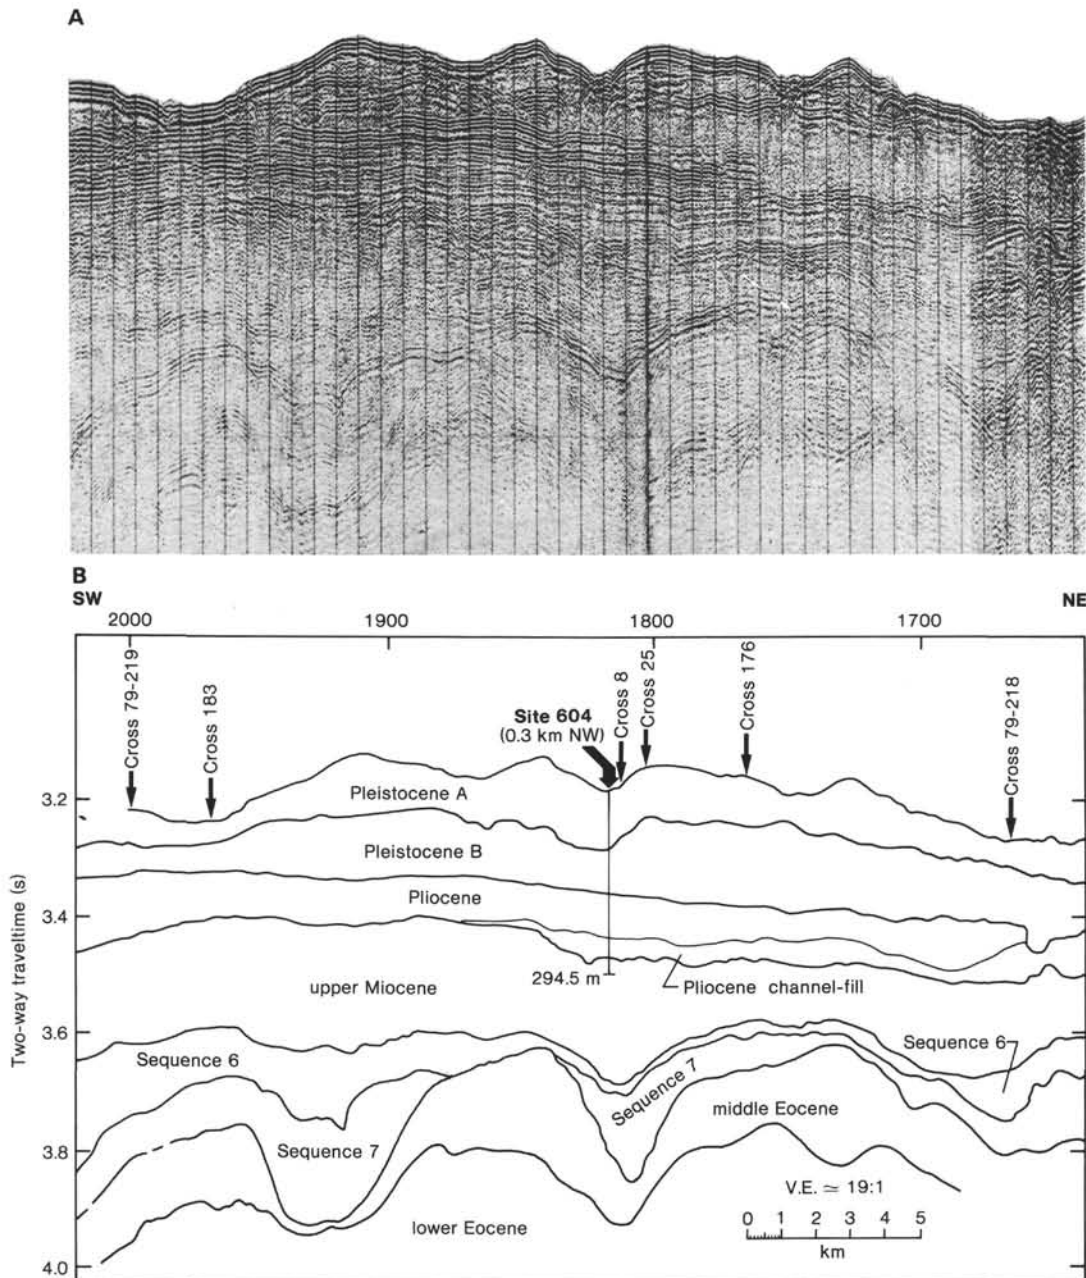 A
B
SW
NE
2000
1900
1800
1700
Cross 79-219
Cross 183
Site 604
(0.3 km NW)
Cross 8
Cross 25
Cross 176
Cross 79-218
3.2
3.4
3.6
3.8
4.0
Two-way traveltime (s)
Pleistocene A
Pleistocene B
Pliocene
294.5 m
Pliocene channel-fill
upper Miocene
Sequence 6
Sequence 6
Sequence 7
Sequence 7
middle Eocene
lower Eocene
V.E. ≃ 19:1
0 1 2 3 4 5
km